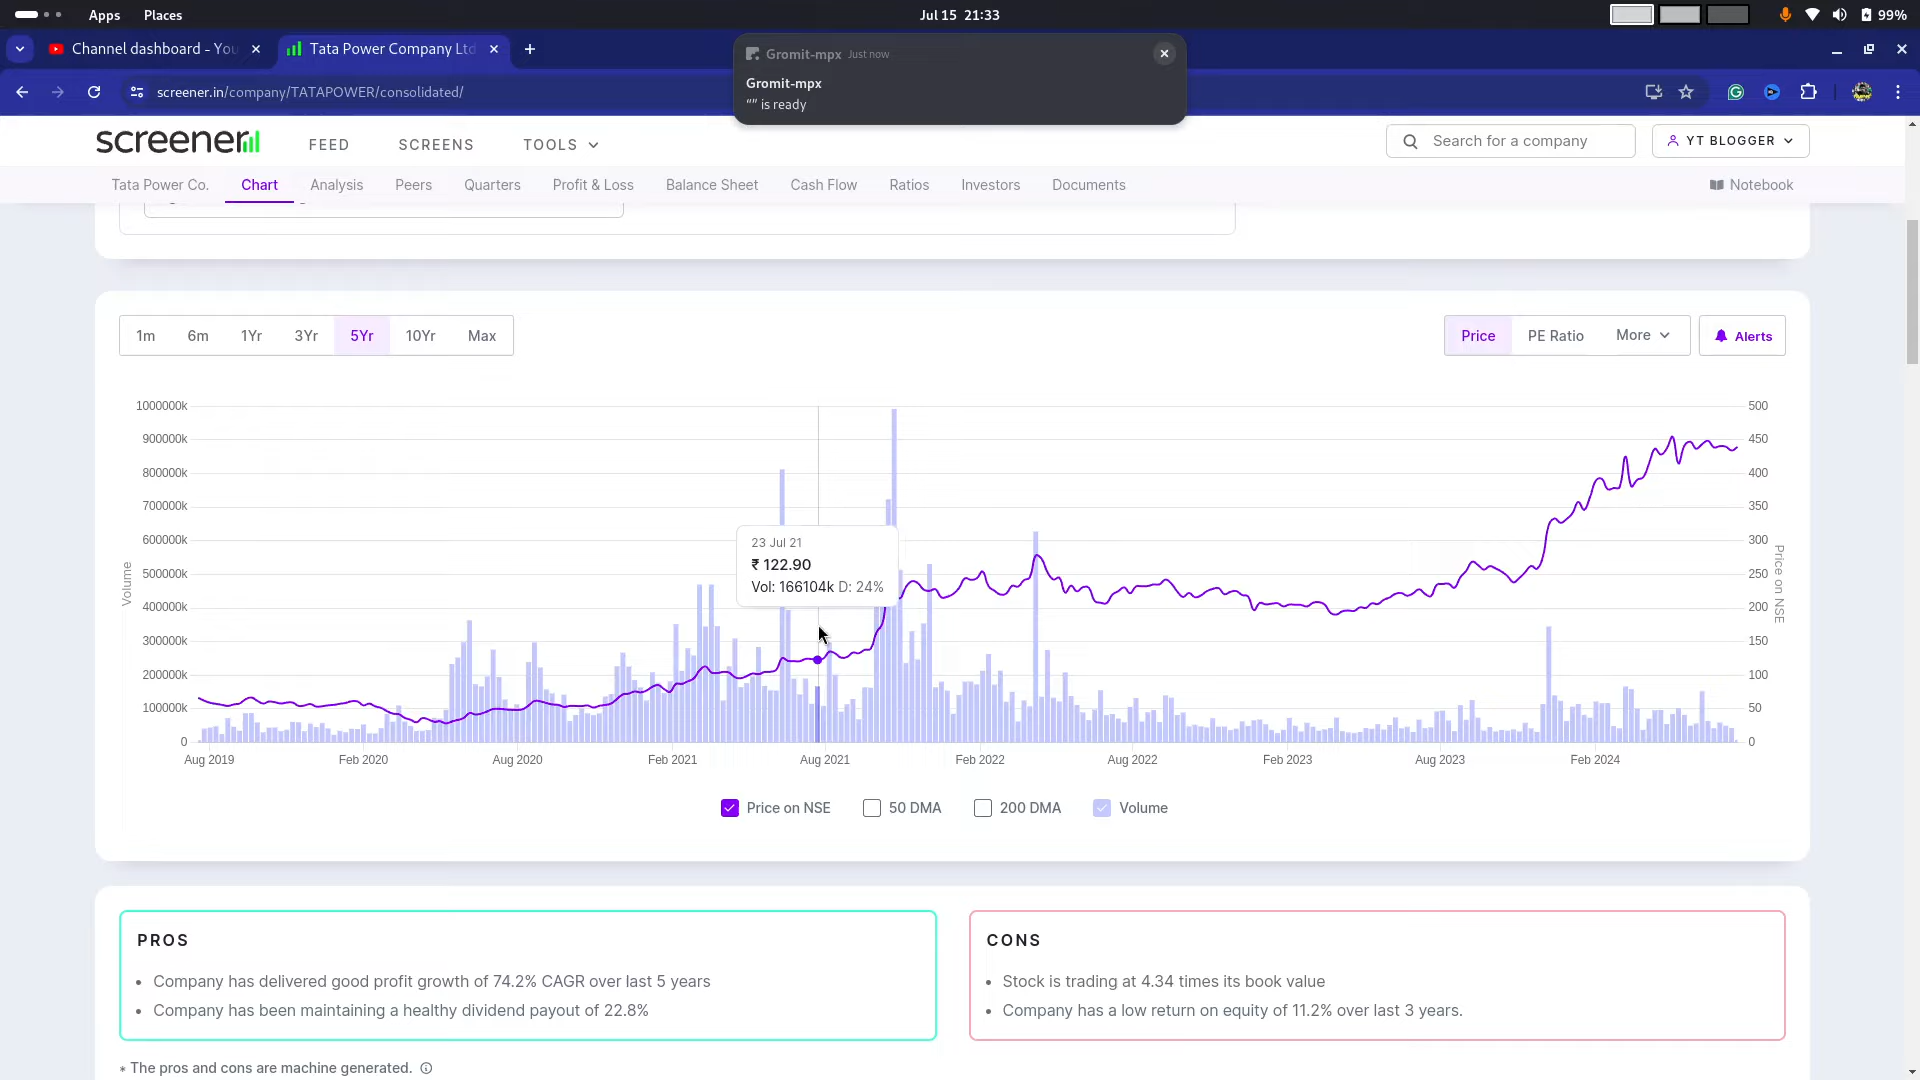 Apps Places Jul 15 21:33 99%
Channel dashboard - You Tata Power Company Ltd
screener.in/company/TATAPOWER/consolidated/
Gromit-mpx Just now
Gromit-mpx
“” is ready
screener FEED SCREENS TOOLS Search for a company YT BLOGGER
Tata Power Co. Chart Analysis Peers Quarters Profit & Loss Balance Sheet Cash Flow Ratios Investors Documents Notebook
1m 6m 1Yr 3Yr 5Yr 10Yr Max Price PE Ratio More Alerts
1000000k 500
900000k 450
800000k 400
700000k 350
600000k 300
500000k 250
400000k 200
300000k 150
200000k 100
100000k 50
0 0
Volume
Price on NSE
23 Jul 21
₹ 122.90
Vol: 166104k D: 24%
Aug 2019 Feb 2020 Aug 2020 Feb 2021 Aug 2021 Feb 2022 Aug 2022 Feb 2023 Aug 2023 Feb 2024
Price on NSE 50 DMA 200 DMA Volume
PROS
• Company has delivered good profit growth of 74.2% CAGR over last 5 years
• Company has been maintaining a healthy dividend payout of 22.8%
CONS
• Stock is trading at 4.34 times its book value
• Company has a low return on equity of 11.2% over last 3 years.
* The pros and cons are machine generated.